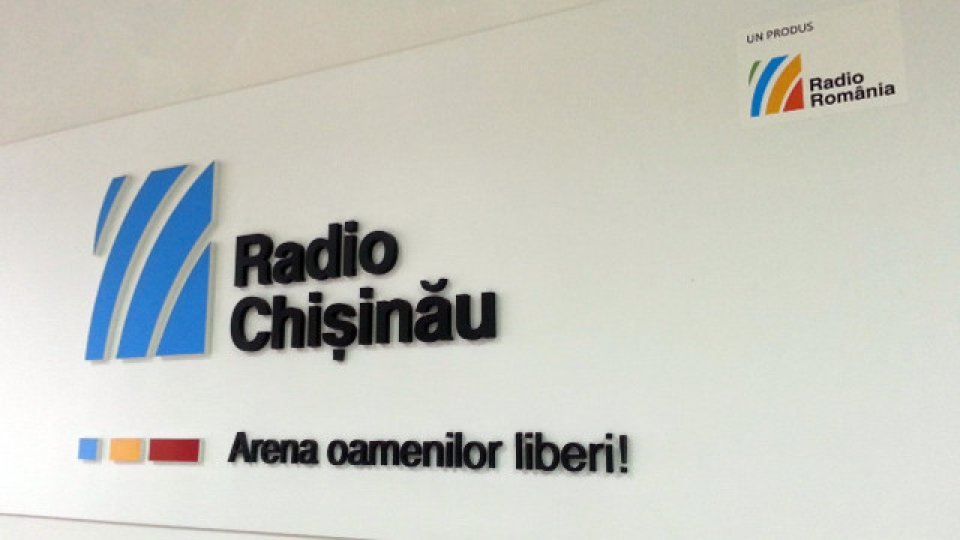 UN PRODUS
Radio
România
Radio
Chișinău
Arena oamenilor liberi!